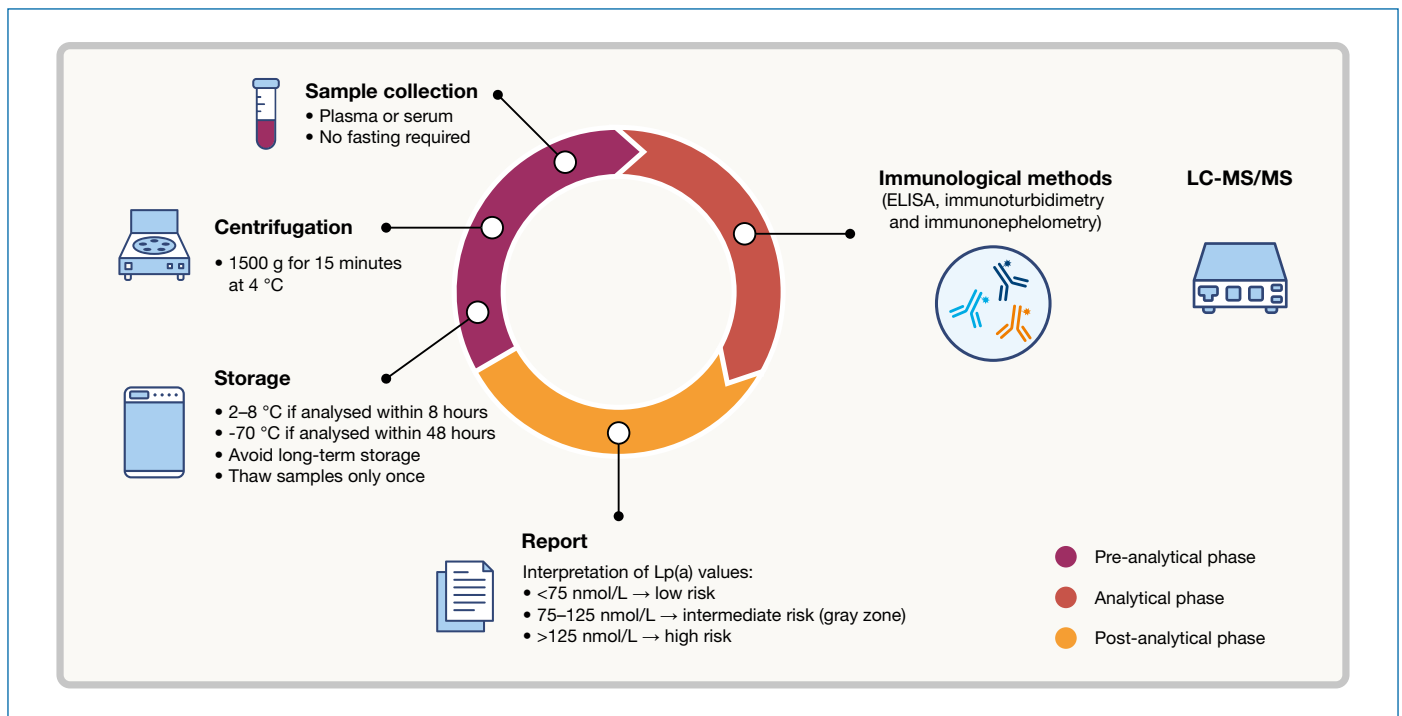 Sample collection
• Plasma or serum
• No fasting required
Centrifugation
• 1500 g for 15 minutes
at 4 °C
Storage
• 2–8 °C if analysed within 8 hours
• -70 °C if analysed within 48 hours
• Avoid long-term storage
• Thaw samples only once
Immunological methods
(ELISA, immunoturbidimetry
and immunonephelometry)
LC-MS/MS
Report
Interpretation of Lp(a) values:
• <75 nmol/L → low risk
• 75–125 nmol/L → intermediate risk (gray zone)
• >125 nmol/L → high risk
Pre-analytical phase
Analytical phase
Post-analytical phase